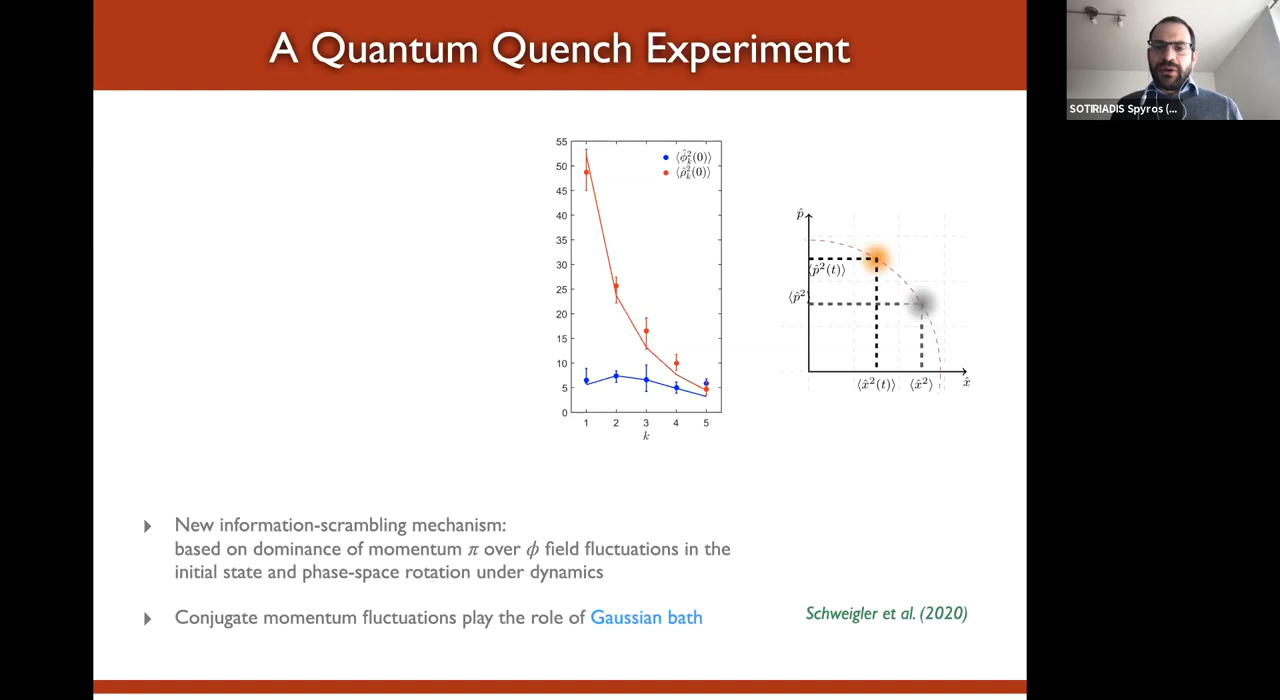 A Quantum Quench Experiment
SOTIRIADIS Spyros (...
55
50
45
40
35
30
25
20
15
10
5
0
1 2 3 4 5
k
⟨φ̂²ₖ(0)⟩
⟨ρ̂²ₖ(0)⟩
p̂
⟨p̂²(t)⟩
⟨p̂²⟩
⟨x̂²(t)⟩ ⟨x̂²⟩ x̂
New information-scrambling mechanism:
based on dominance of momentum π over ϕ field fluctuations in the
initial state and phase-space rotation under dynamics
Conjugate momentum fluctuations play the role of Gaussian bath
Schweigler et al. (2020)